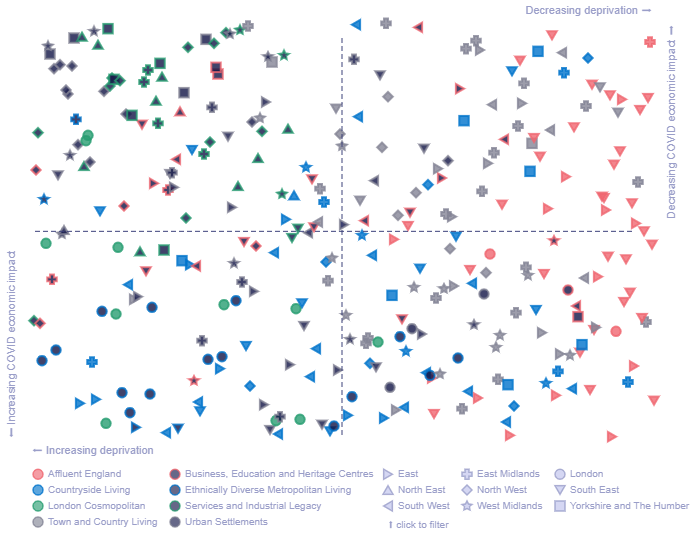 Decreasing deprivation →
Decreasing COVID economic impact →
← Increasing COVID economic impact
← Increasing deprivation
Affluent England
Business, Education and Heritage Centres
East
East Midlands
London
Countryside Living
Ethnically Diverse Metropolitan Living
North East
North West
South East
London Cosmopolitan
Services and Industrial Legacy
South West
West Midlands
Yorkshire and The Humber
Town and Country Living
Urban Settlements
⬆ click to filter